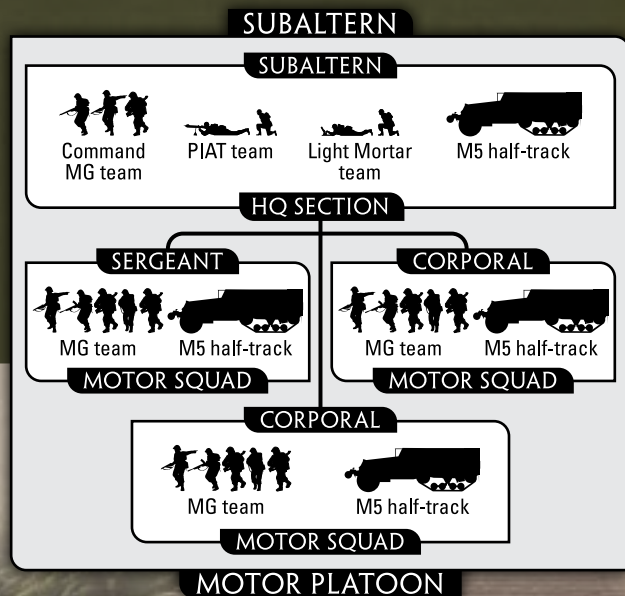 SUBALTERN
SUBALTERN
Command
MG team
PIAT team
Light Mortar
team
M5 half-track
HQ SECTION
SERGEANT
MG team
M5 half-track
MOTOR SQUAD
CORPORAL
MG team
M5 half-track
MOTOR SQUAD
CORPORAL
MG team
M5 half-track
MOTOR SQUAD
MOTOR PLATOON